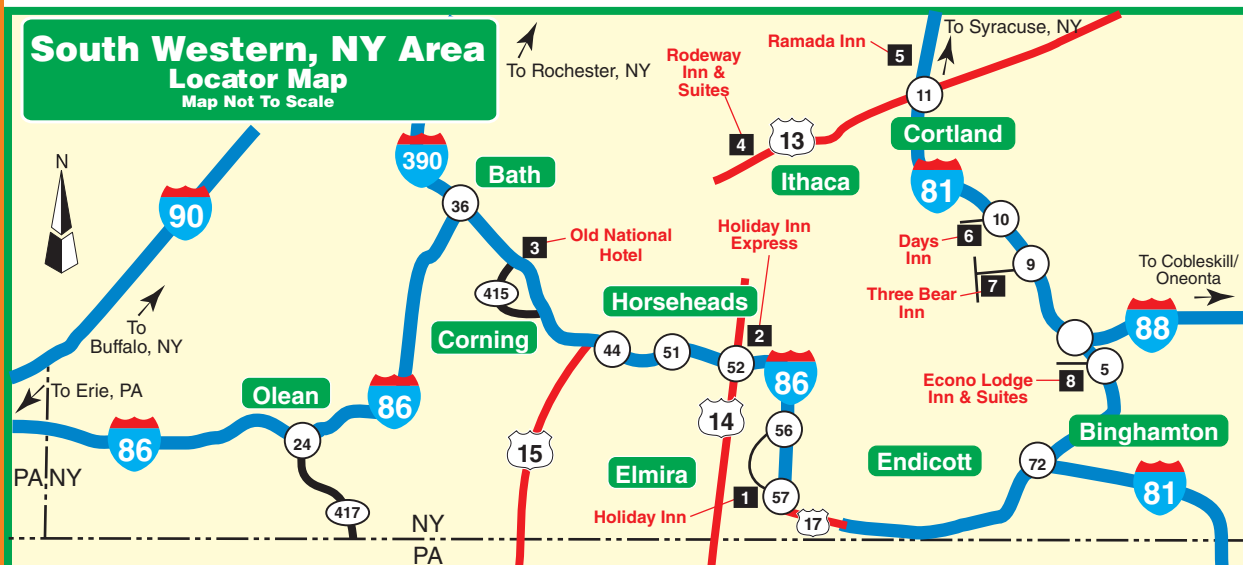 South Western, NY Area
Locator Map
Map Not To Scale
To Rochester, NY
Ramada Inn
5
To Syracuse, NY
Rodeway
Inn &
Suites
4
13
11
Cortland
Ithaca
N
390
Bath
36
90
81
10
6
Days
Inn
9
7
Three Bear
Inn
To Cobleskill/
Oneonta
88
3
Old National
Hotel
415
Corning
Holiday Inn
Express
Horseheads
2
44
51
52
86
To
Buffalo, NY
To Erie, PA
Olean
86
86
24
417
PA
NY
15
14
Elmira
56
57
1
Holiday Inn
17
Econo Lodge
Inn & Suites
8
5
Endicott
Binghamton
72
81
NY
PA